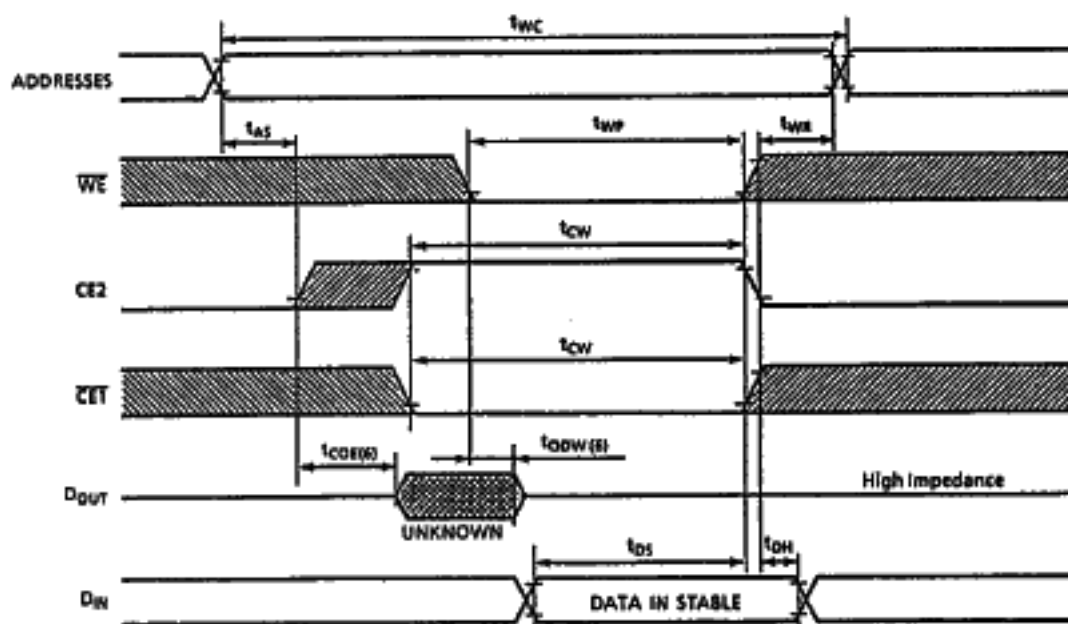 tWC
ADDRESSES
tAS
tWP
tWR
WE
tCW
CE2
tCW
CE1
tCOE(6)
tODW(6)
DOUT
High Impedance
UNKNOWN
tDS
tDH
DIN
DATA IN STABLE